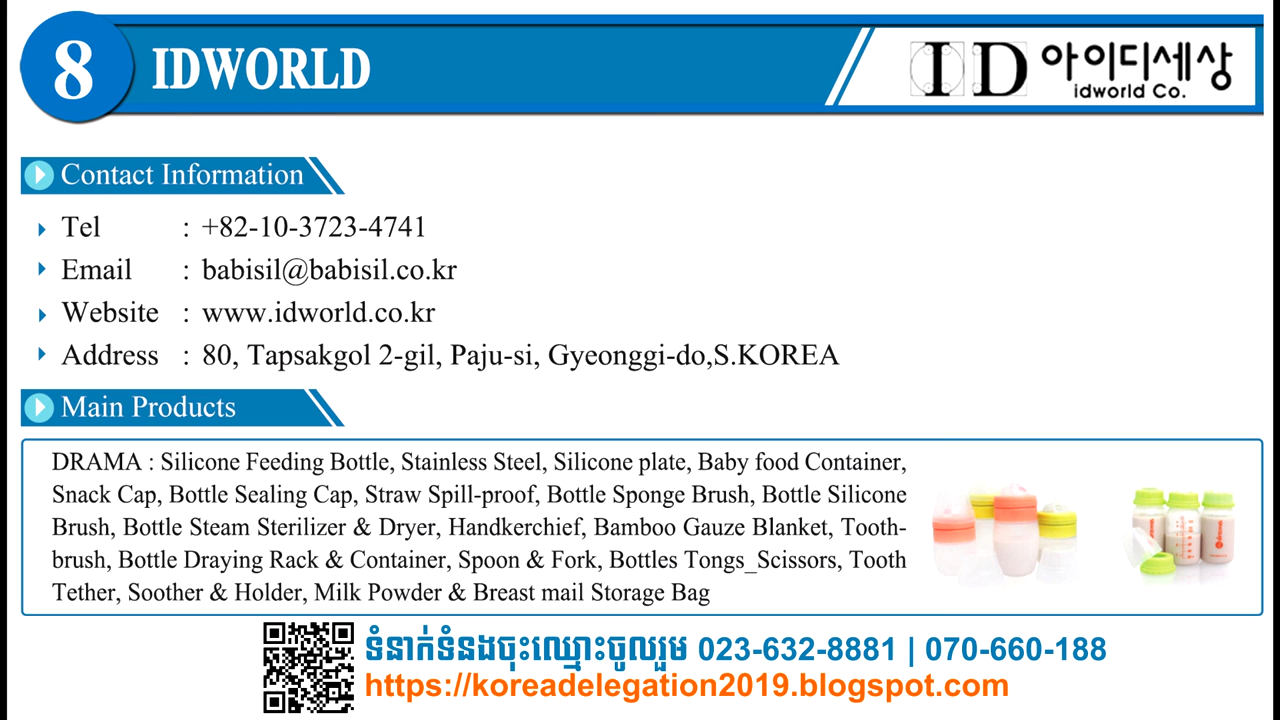 8 IDWORLD
ID 아이디세상
idworld Co.
Contact Information
Tel : +82-10-3723-4741
Email : babisil@babisil.co.kr
Website : www.idworld.co.kr
Address : 80, Tapsakgol 2-gil, Paju-si, Gyeonggi-do,S.KOREA
Main Products
DRAMA : Silicone Feeding Bottle, Stainless Steel, Silicone plate, Baby food Container,
Snack Cap, Bottle Sealing Cap, Straw Spill-proof, Bottle Sponge Brush, Bottle Silicone
Brush, Bottle Steam Sterilizer & Dryer, Handkerchief, Bamboo Gauze Blanket, Tooth-
brush, Bottle Draying Rack & Container, Spoon & Fork, Bottles Tongs_Scissors, Tooth
Tether, Soother & Holder, Milk Powder & Breast mail Storage Bag
ទំនាក់ទំនងចុះឈ្មោះចូលរួម 023-632-8881 | 070-660-188
https://koreadelegation2019.blogspot.com